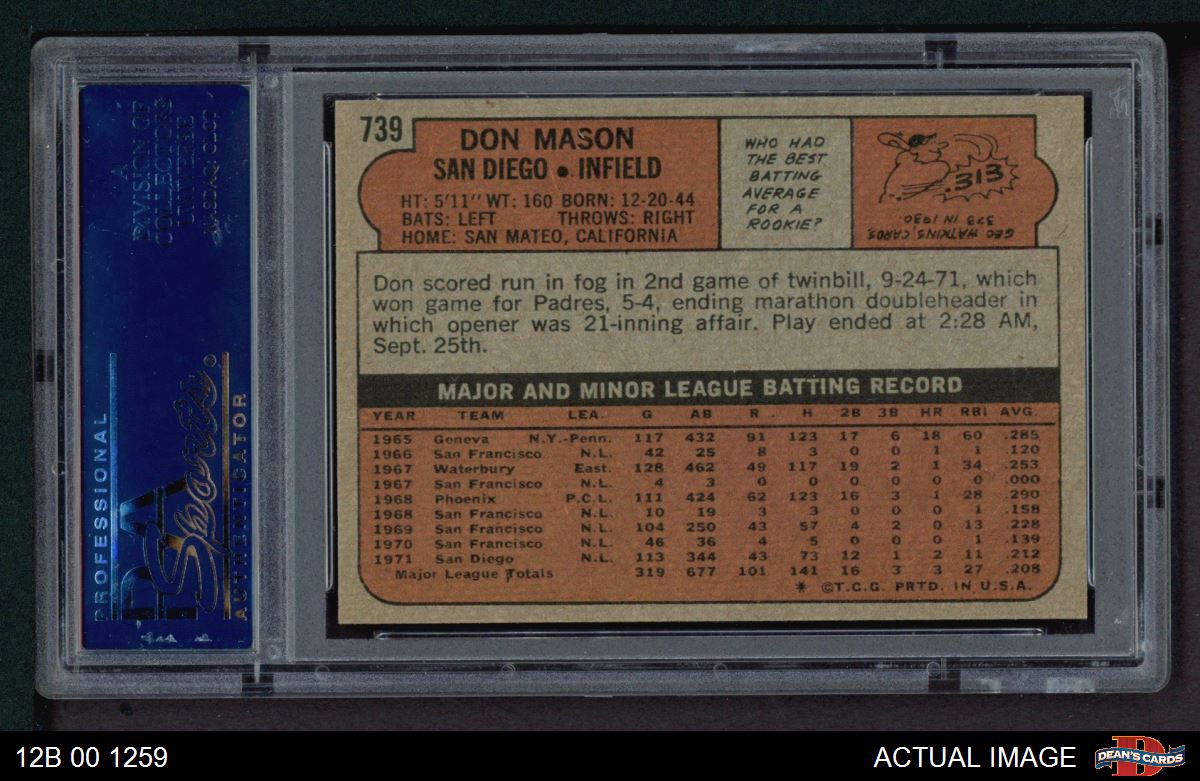 A
DIVISION OF
COLLECTORS
UNIVERSE
NASDAQ: CLCT
PROFESSIONAL
PSA
Sports
AUTHENTICATOR
739
DON MASON
SAN DIEGO • INFIELD
HT: 5'11" WT: 160 BORN: 12-20-44
BATS: LEFT THROWS: RIGHT
HOME: SAN MATEO, CALIFORNIA
WHO HAD
THE BEST
BATTING
AVERAGE
FOR A
ROOKIE?
.313
GEO WATKINS, CARDS,
373 IN 1930.
Don scored run in fog in 2nd game of twinbill, 9-24-71, which
won game for Padres, 5-4, ending marathon doubleheader in
which opener was 21-inning affair. Play ended at 2:28 AM,
Sept. 25th.
MAJOR AND MINOR LEAGUE BATTING RECORD
YEAR TEAM LEA. G AB R. H 2B 3B HR RBI AVG.
1965 Geneva N.Y.-Penn. 117 432 91 123 17 6 18 60 .285
1966 San Francisco N.L. 42 25 8 3 0 0 1 1 .120
1967 Waterbury East. 128 462 49 117 19 2 1 34 .253
1967 San Francisco N.L. 4 3 0 0 0 0 0 0 .000
1968 Phoenix P.C.L. 111 424 62 123 16 3 1 28 .290
1968 San Francisco N.L. 10 19 3 3 0 0 0 1 .158
1969 San Francisco N.L. 104 250 43 57 4 2 0 13 .228
1970 San Francisco N.L. 46 36 4 5 0 0 0 1 .139
1971 San Diego N.L. 113 344 43 73 12 1 2 11 .212
Major League Totals 319 677 101 141 16 3 3 27 .208
* ©T.C.G. PRTD. IN U.S.A.
12B 00 1259
ACTUAL IMAGE
D
DEAN'S CARDS